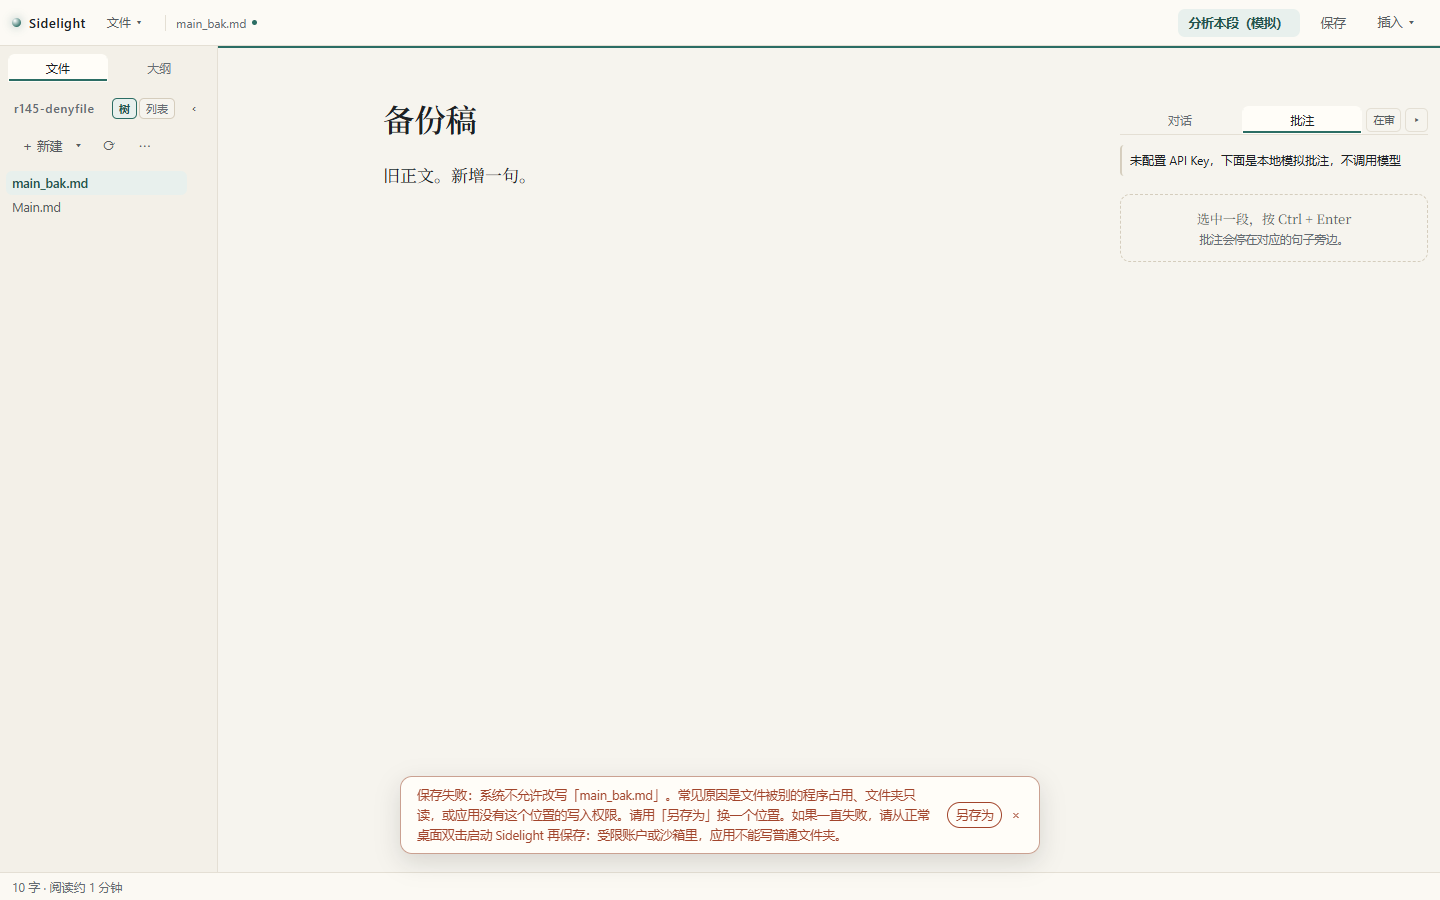 Sidelight 文件 main_bak.md 分析本段（模拟） 保存 插入
文件 大纲
r145-denyfile 树 列表
+ 新建
main_bak.md
Main.md
备份稿
旧正文。新增一句。
对话 批注 在审
未配置 API Key，下面是本地模拟批注，不调用模型
选中一段，按 Ctrl + Enter
批注会停在对应的句子旁边。
保存失败：系统不允许改写「main_bak.md」。常见原因是文件被别的程序占用、文件夹只
读，或应用没有这个位置的写入权限。请用「另存为」换一个位置。如果一直失败，请从正常
桌面双击启动 Sidelight 再保存：受限账户或沙箱里，应用不能写普通文件夹。
另存为 ×
10 字 · 阅读约 1 分钟